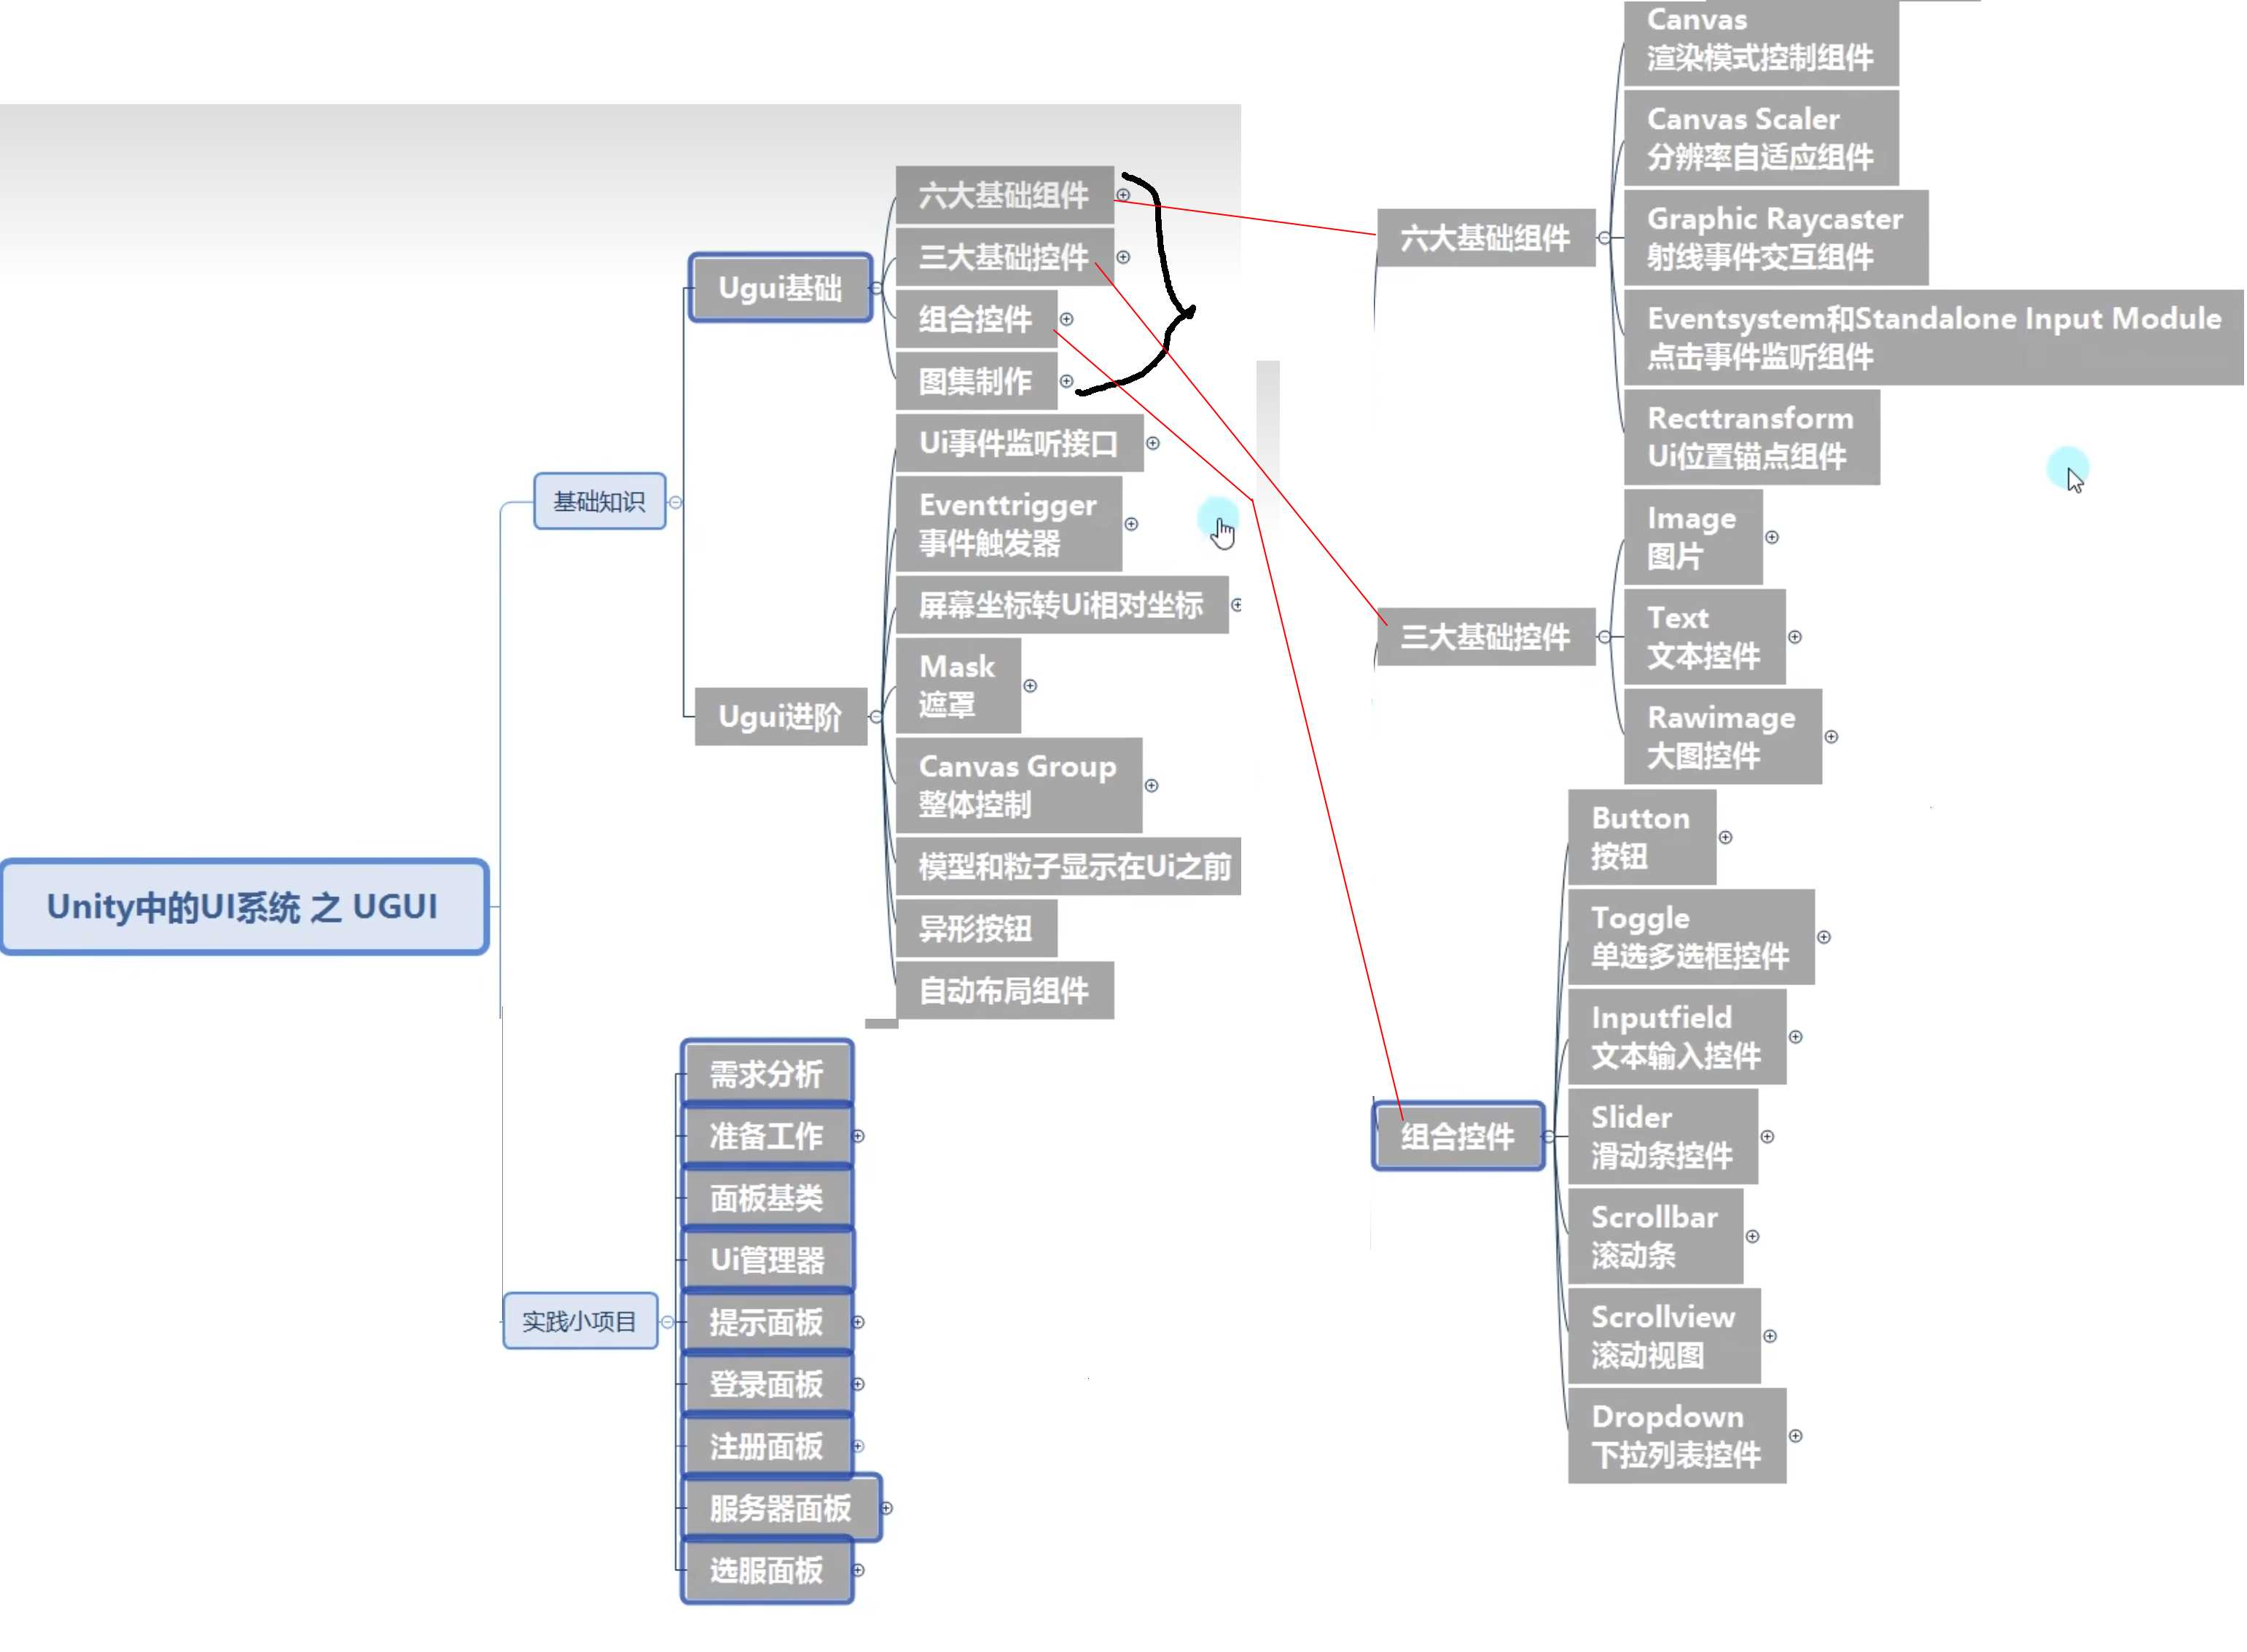 Unity中的UI系统 之 UGUI
基础知识
Ugui基础
六大基础组件
三大基础控件
组合控件
图集制作
Ugui进阶
Ui事件监听接口
Eventtrigger
事件触发器
屏幕坐标转Ui相对坐标
Mask
遮罩
Canvas Group
整体控制
模型和粒子显示在Ui之前
异形按钮
自动布局组件
实践小项目
需求分析
准备工作
面板基类
Ui管理器
提示面板
登录面板
注册面板
服务器面板
选服面板
六大基础组件
Canvas
渲染模式控制组件
Canvas Scaler
分辨率自适应组件
Graphic Raycaster
射线事件交互组件
Eventsystem和Standalone Input Module
点击事件监听组件
Recttransform
Ui位置锚点组件
三大基础控件
Image
图片
Text
文本控件
Rawimage
大图控件
组合控件
Button
按钮
Toggle
单选多选框控件
Inputfield
文本输入控件
Slider
滑动条控件
Scrollbar
滚动条
Scrollview
滚动视图
Dropdown
下拉列表控件